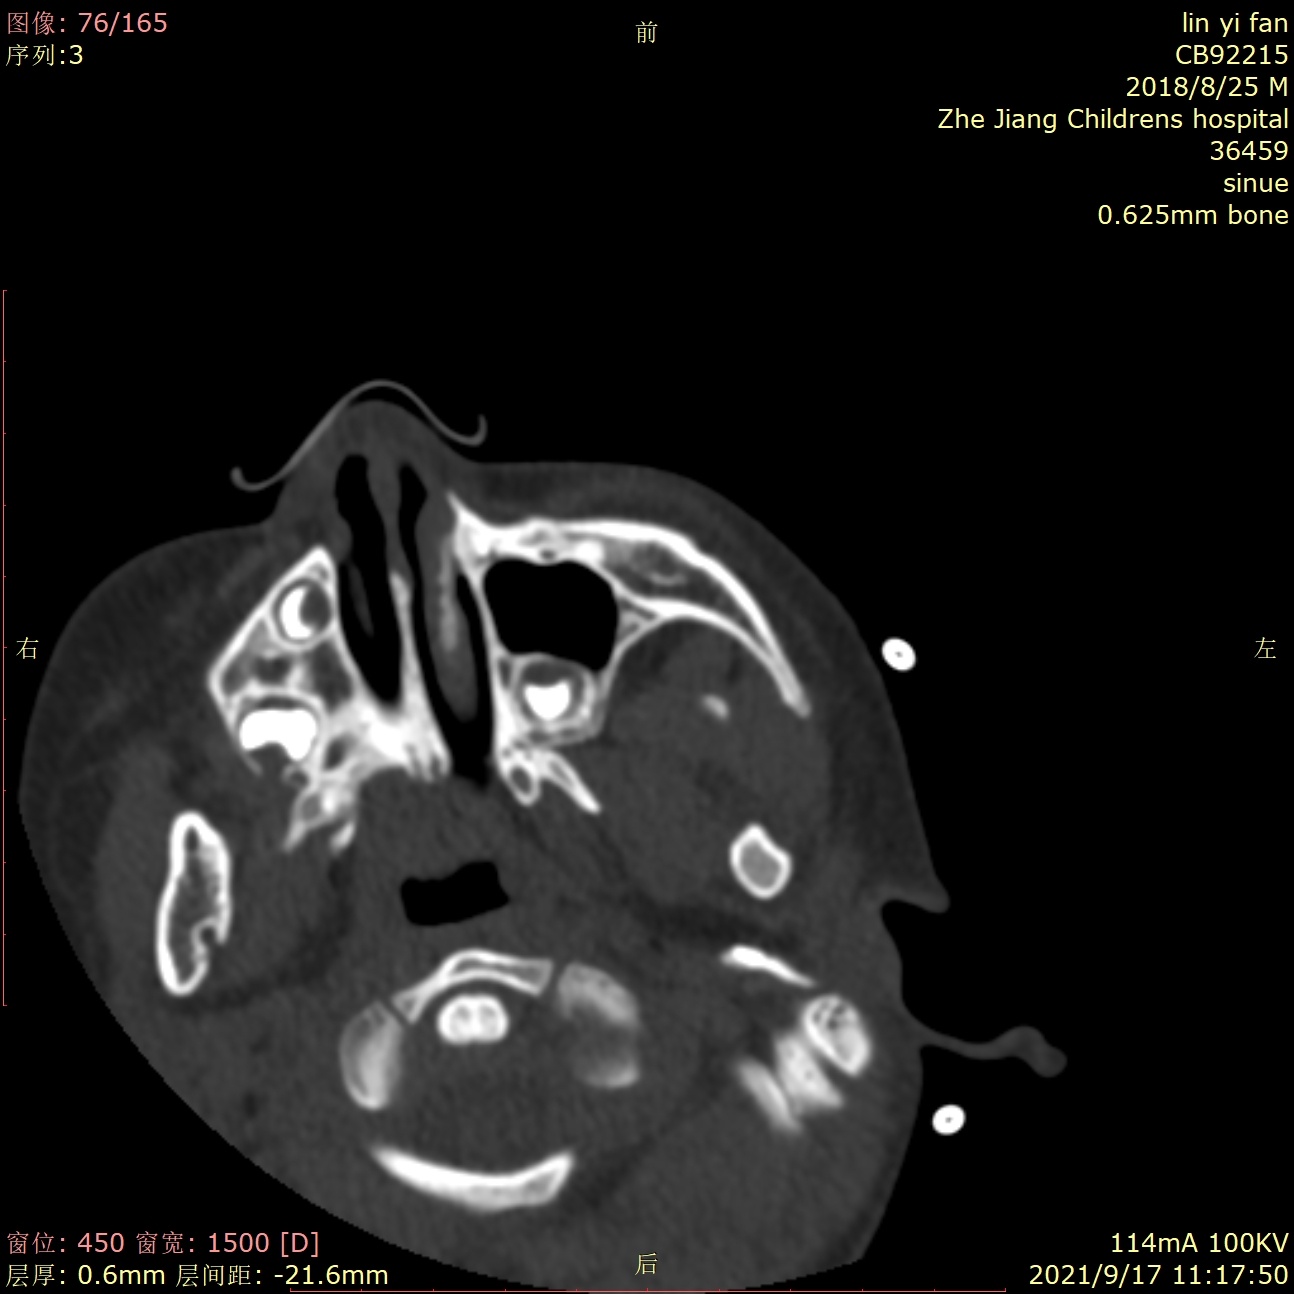 图像: 76/165
序列:3
前
lin yi fan
CB92215
2018/8/25 M
Zhe Jiang Childrens hospital
36459
sinue
0.625mm bone
右
左
窗位: 450 窗宽: 1500 [D]
层厚: 0.6mm 层间距: -21.6mm
后
114mA 100KV
2021/9/17 11:17:50